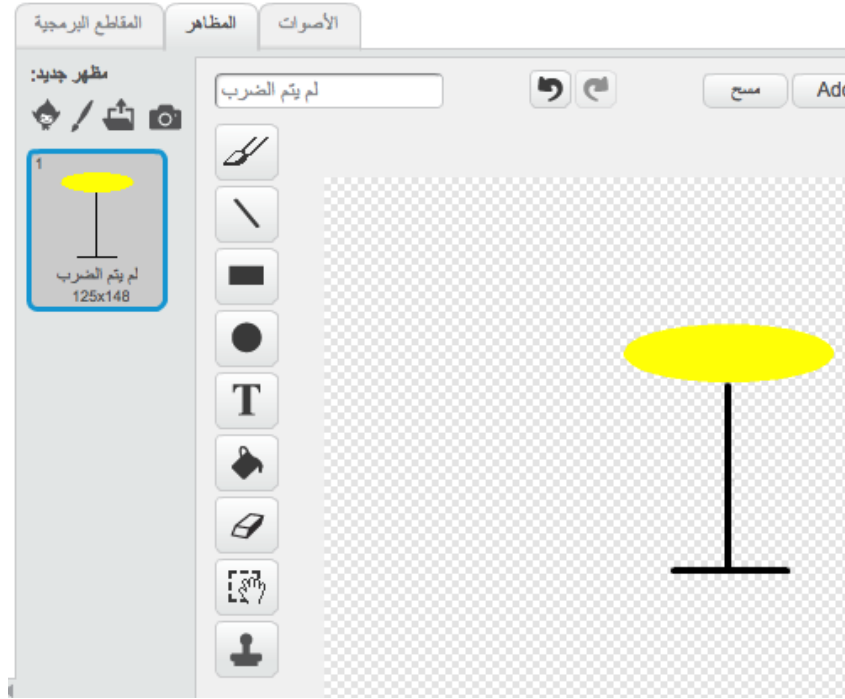 المقاطع البرمجية
المظاهر
الأصوات
مظهر جديد:
لم يتم الضرب
مسح
Add
1
لم يتم الضرب
125x148
T